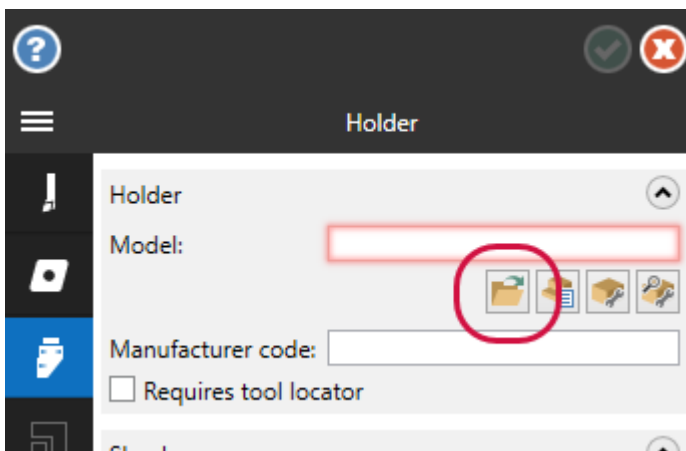 Holder
Holder
Model:
Manufacturer code:
Requires tool locator